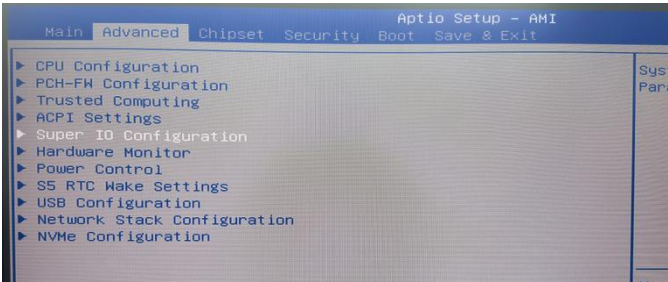 Aptio Setup – AMI
Main Advanced Chipset Security Boot Save & Exit
CPU Configuration
PCH-FW Configuration
Trusted Computing
ACPI Settings
Super IO Configuration
Hardware Monitor
Power Control
S5 RTC Wake Settings
USB Configuration
Network Stack Configuration
NVMe Configuration
Sys
Para